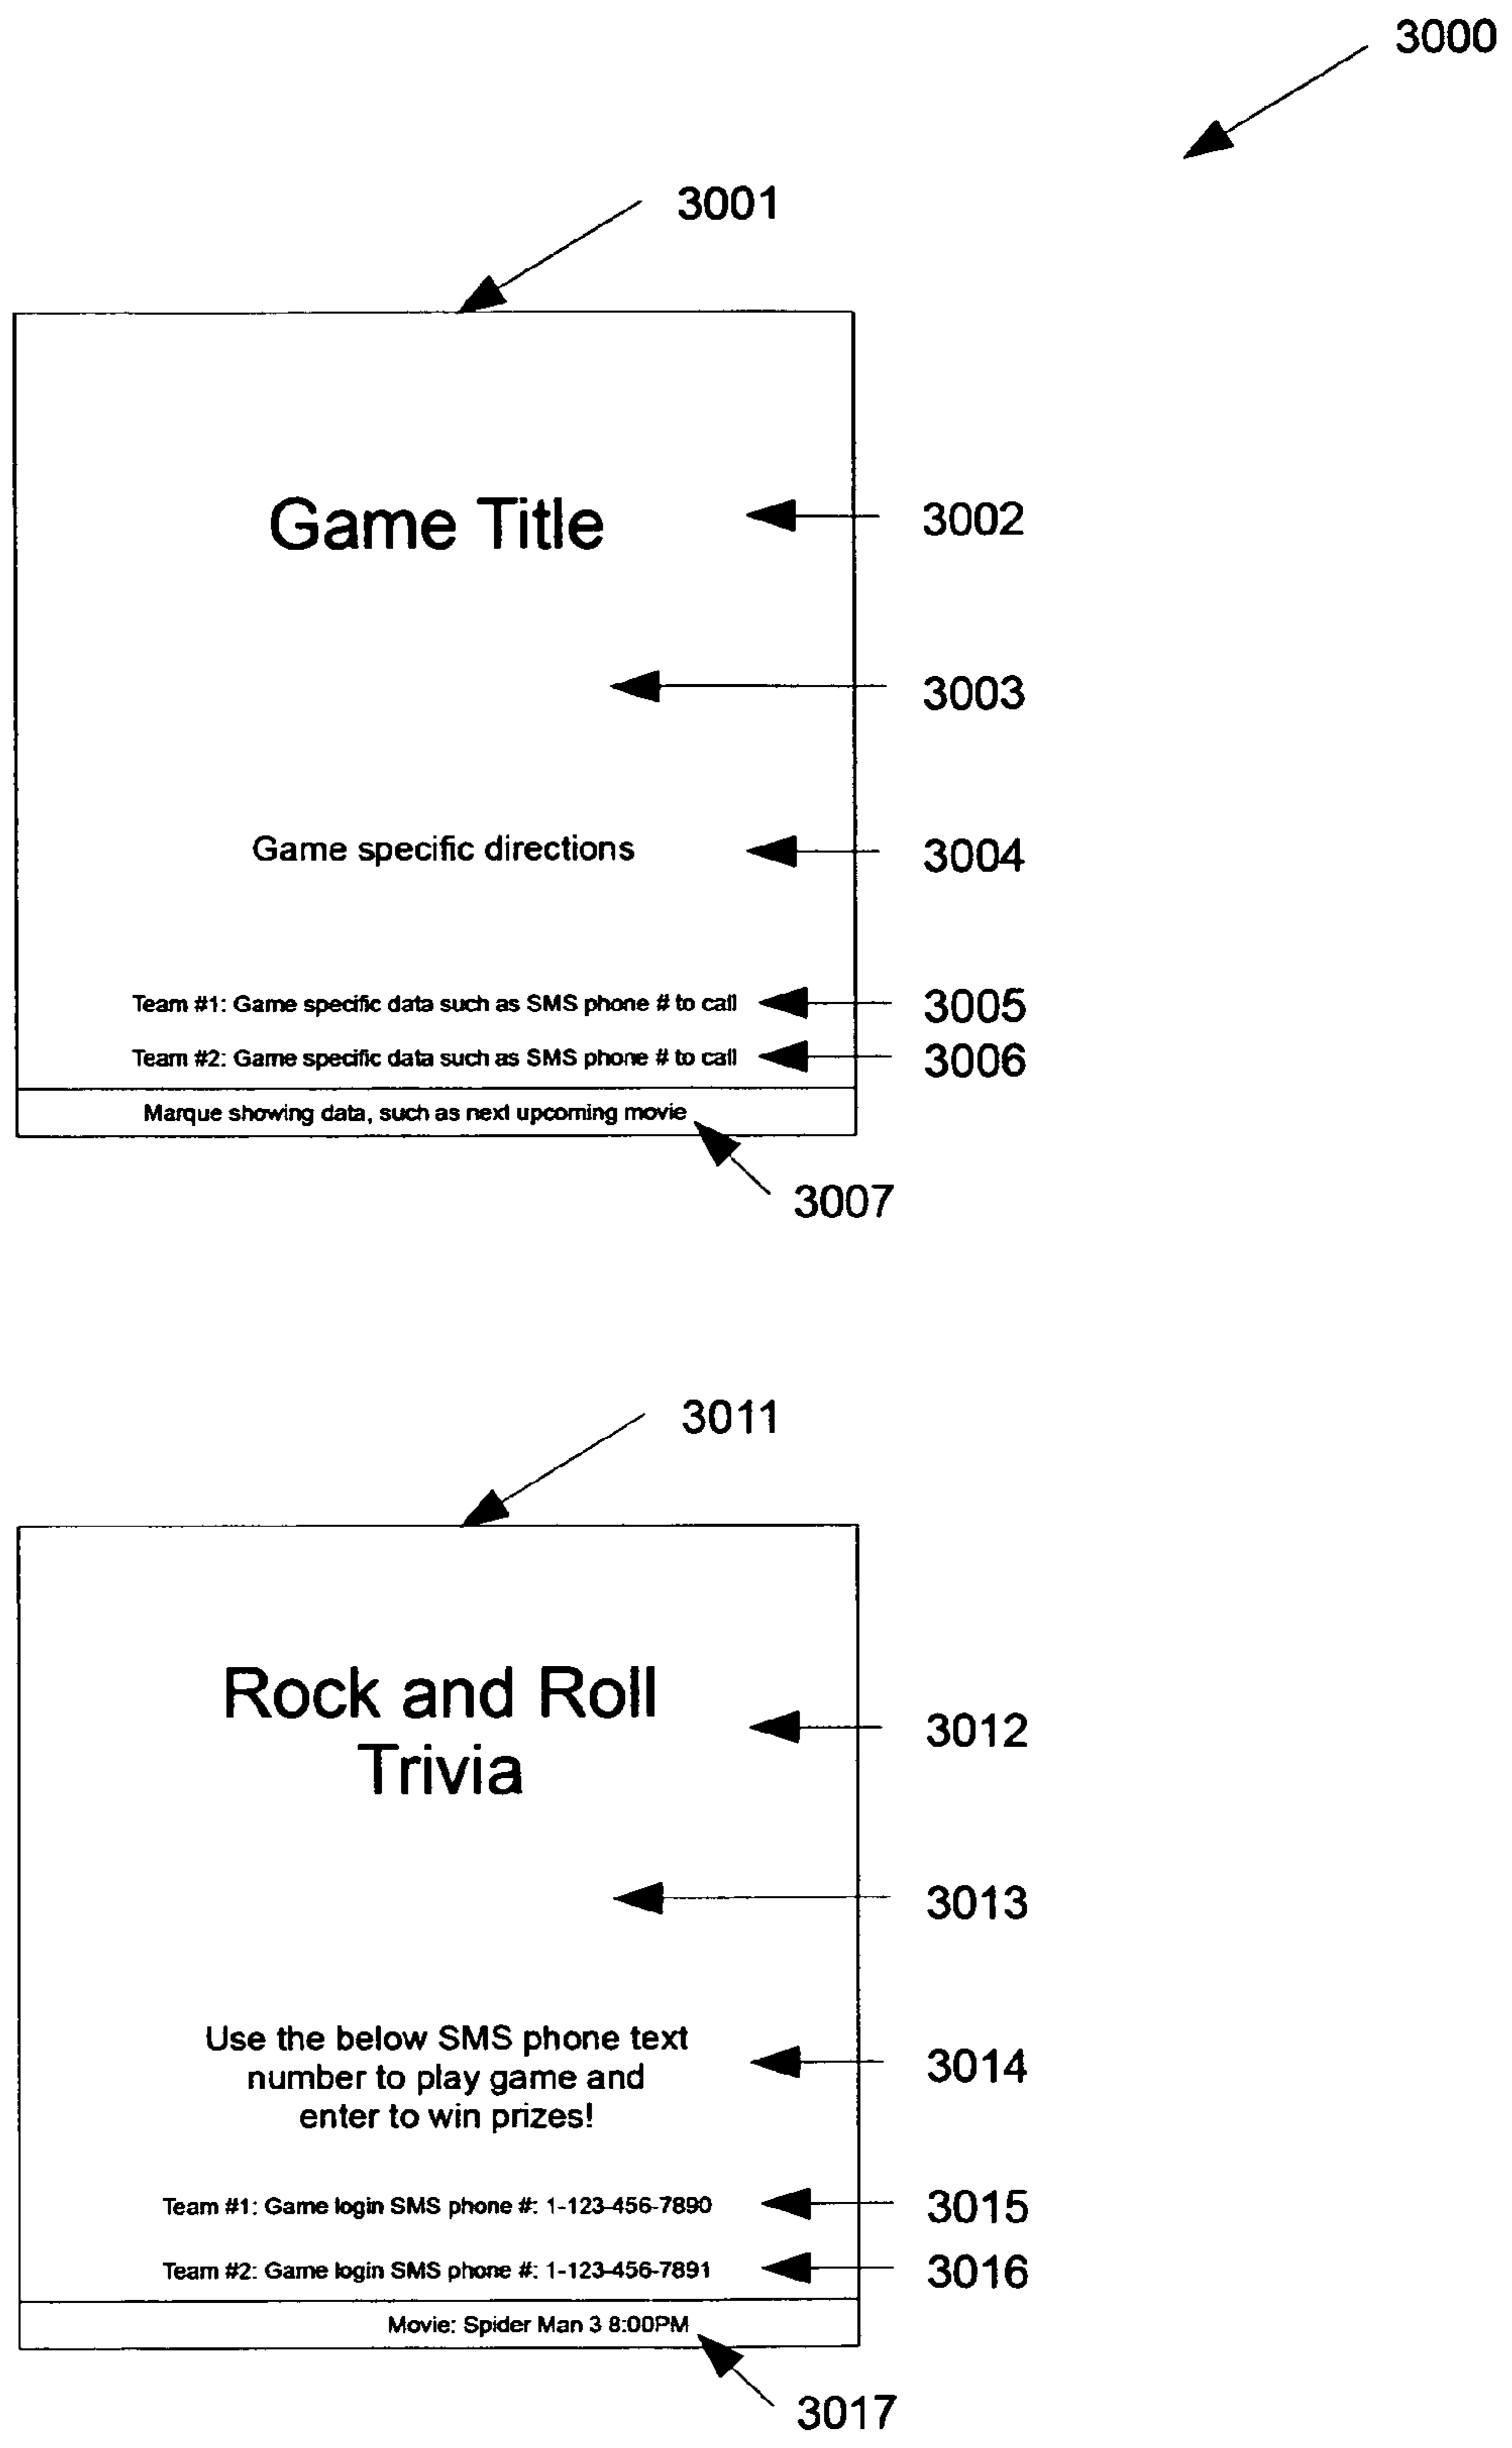 3000
3001
Game Title
3002
3003
Game specific directions
3004
Team #1: Game specific data such as SMS phone # to call
3005
Team #2: Game specific data such as SMS phone # to call
3006
Marque showing data, such as next upcoming movie
3007
3011
Rock and Roll
Trivia
3012
3013
Use the below SMS phone text
number to play game and
enter to win prizes!
3014
Team #1: Game login SMS phone #: 1-123-456-7890
3015
Team #2: Game login SMS phone #: 1-123-456-7891
3016
Movie: Spider Man 3 8:00PM
3017